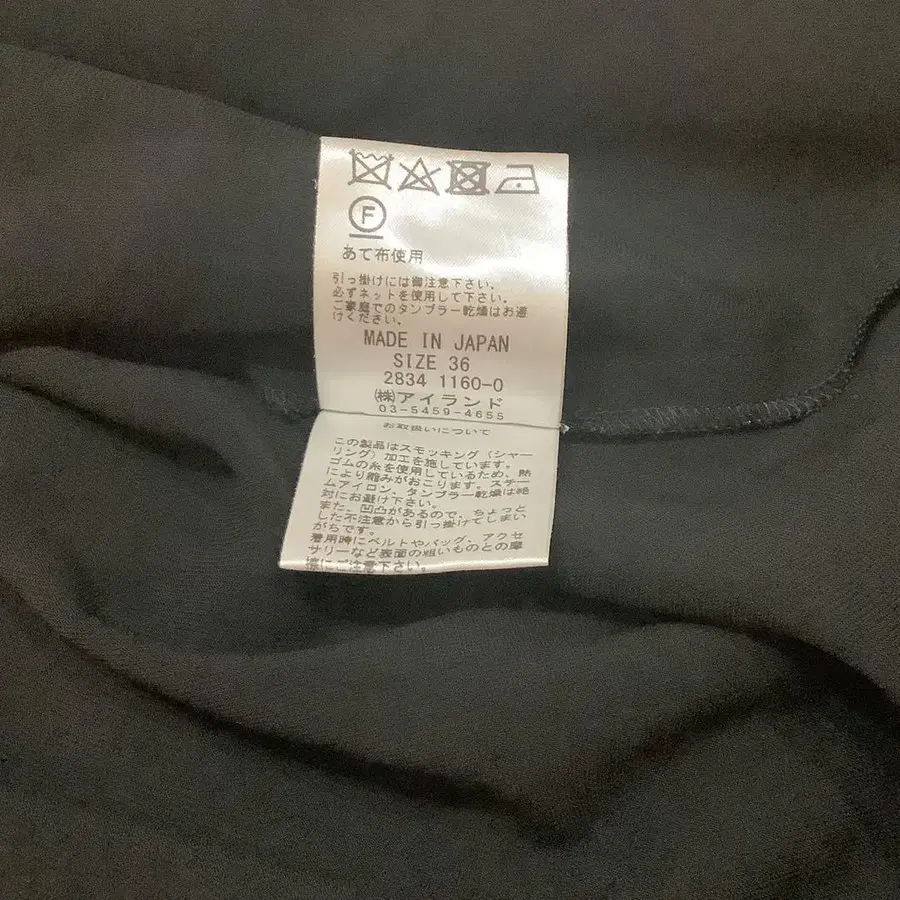 F
あて布使用
引っ掛けには御注意下さい。
必ずネットを使用して下さい。
ご家庭でのタンブラー乾燥はお避
けください。
MADE IN JAPAN
SIZE 36
2834 1160-0
㈱アイランド
03-5459-4655
お取扱いについて
この製品はスモッキング(シャー
リング)加工を施しています。
ゴムの糸を使用しているため、熱
により縮みがおこります。スチー
ムアイロン、タンブラー乾燥は絶
対にお避け下さい。
また、凹凸があるので、ちょっと
した不注意から引っ掛けてしまい
がちです。
着用時にベルトやバッグ、アクセ
サリーなど表面の粗いものとの摩
擦にご注意下さい。